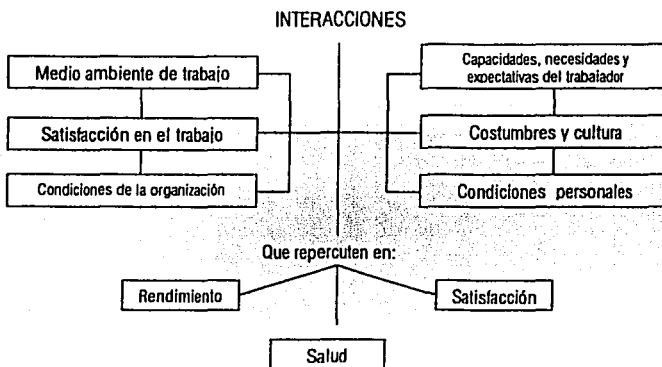 INTERACCIONES
Medio ambiente de trabajo
Satisfacción en el trabajo
Condiciones de la organización
Capacidades, necesidades y
expectativas del trabajador
Costumbres y cultura
Condiciones personales
Que repercuten en:
Rendimiento
Satisfacción
Salud